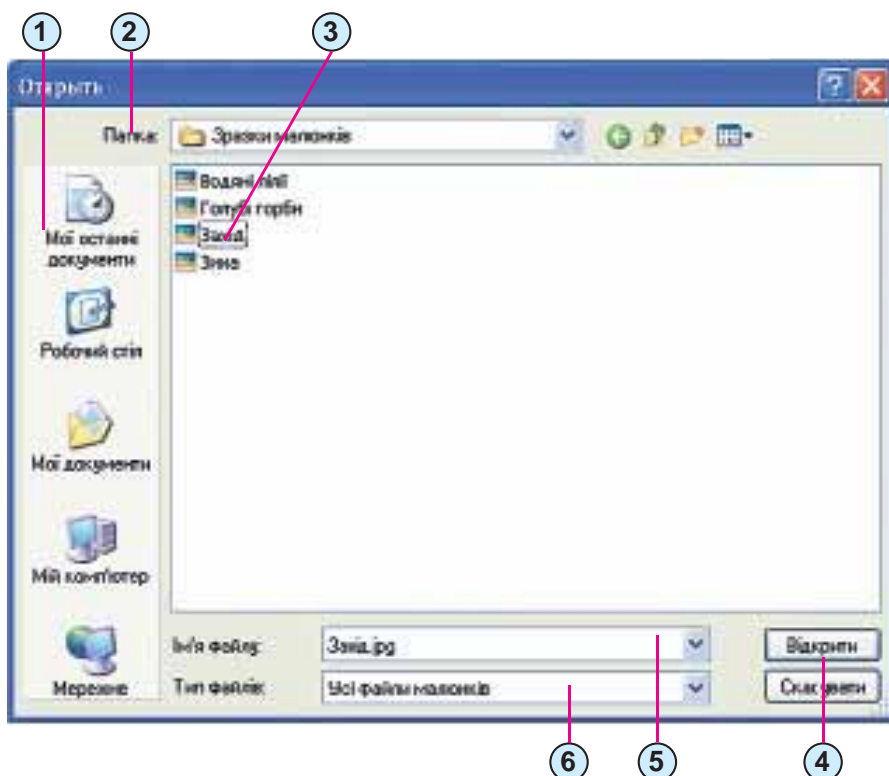 1 2 3
Открыть
Папка: Зразки малюнків
Водяні лілії
Голубі горби
Захід
Зима
Мої останні
документи
Робочий стіл
Мої документи
Мій комп'ютер
Мережне
Ім'я файлу: Захід.jpg Відкрити
Тип файлів: Усі файли малюнків Скасувати
6 5 4